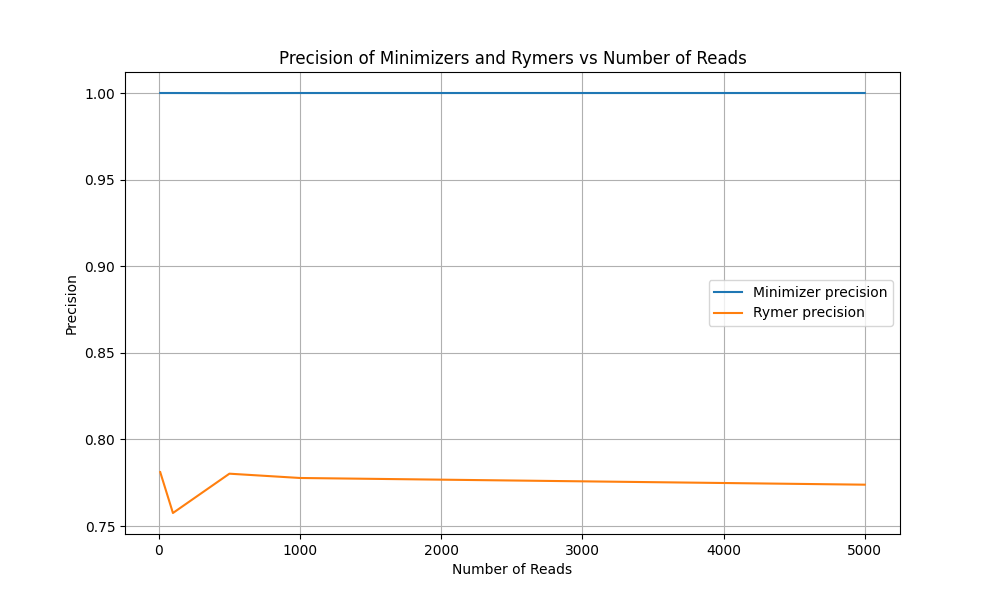 Precision of Minimizers and Rymers vs Number of Reads
1.00
0.95
0.90
0.85
0.80
0.75
Precision
Minimizer precision
Rymer precision
0 1000 2000 3000 4000 5000
Number of Reads